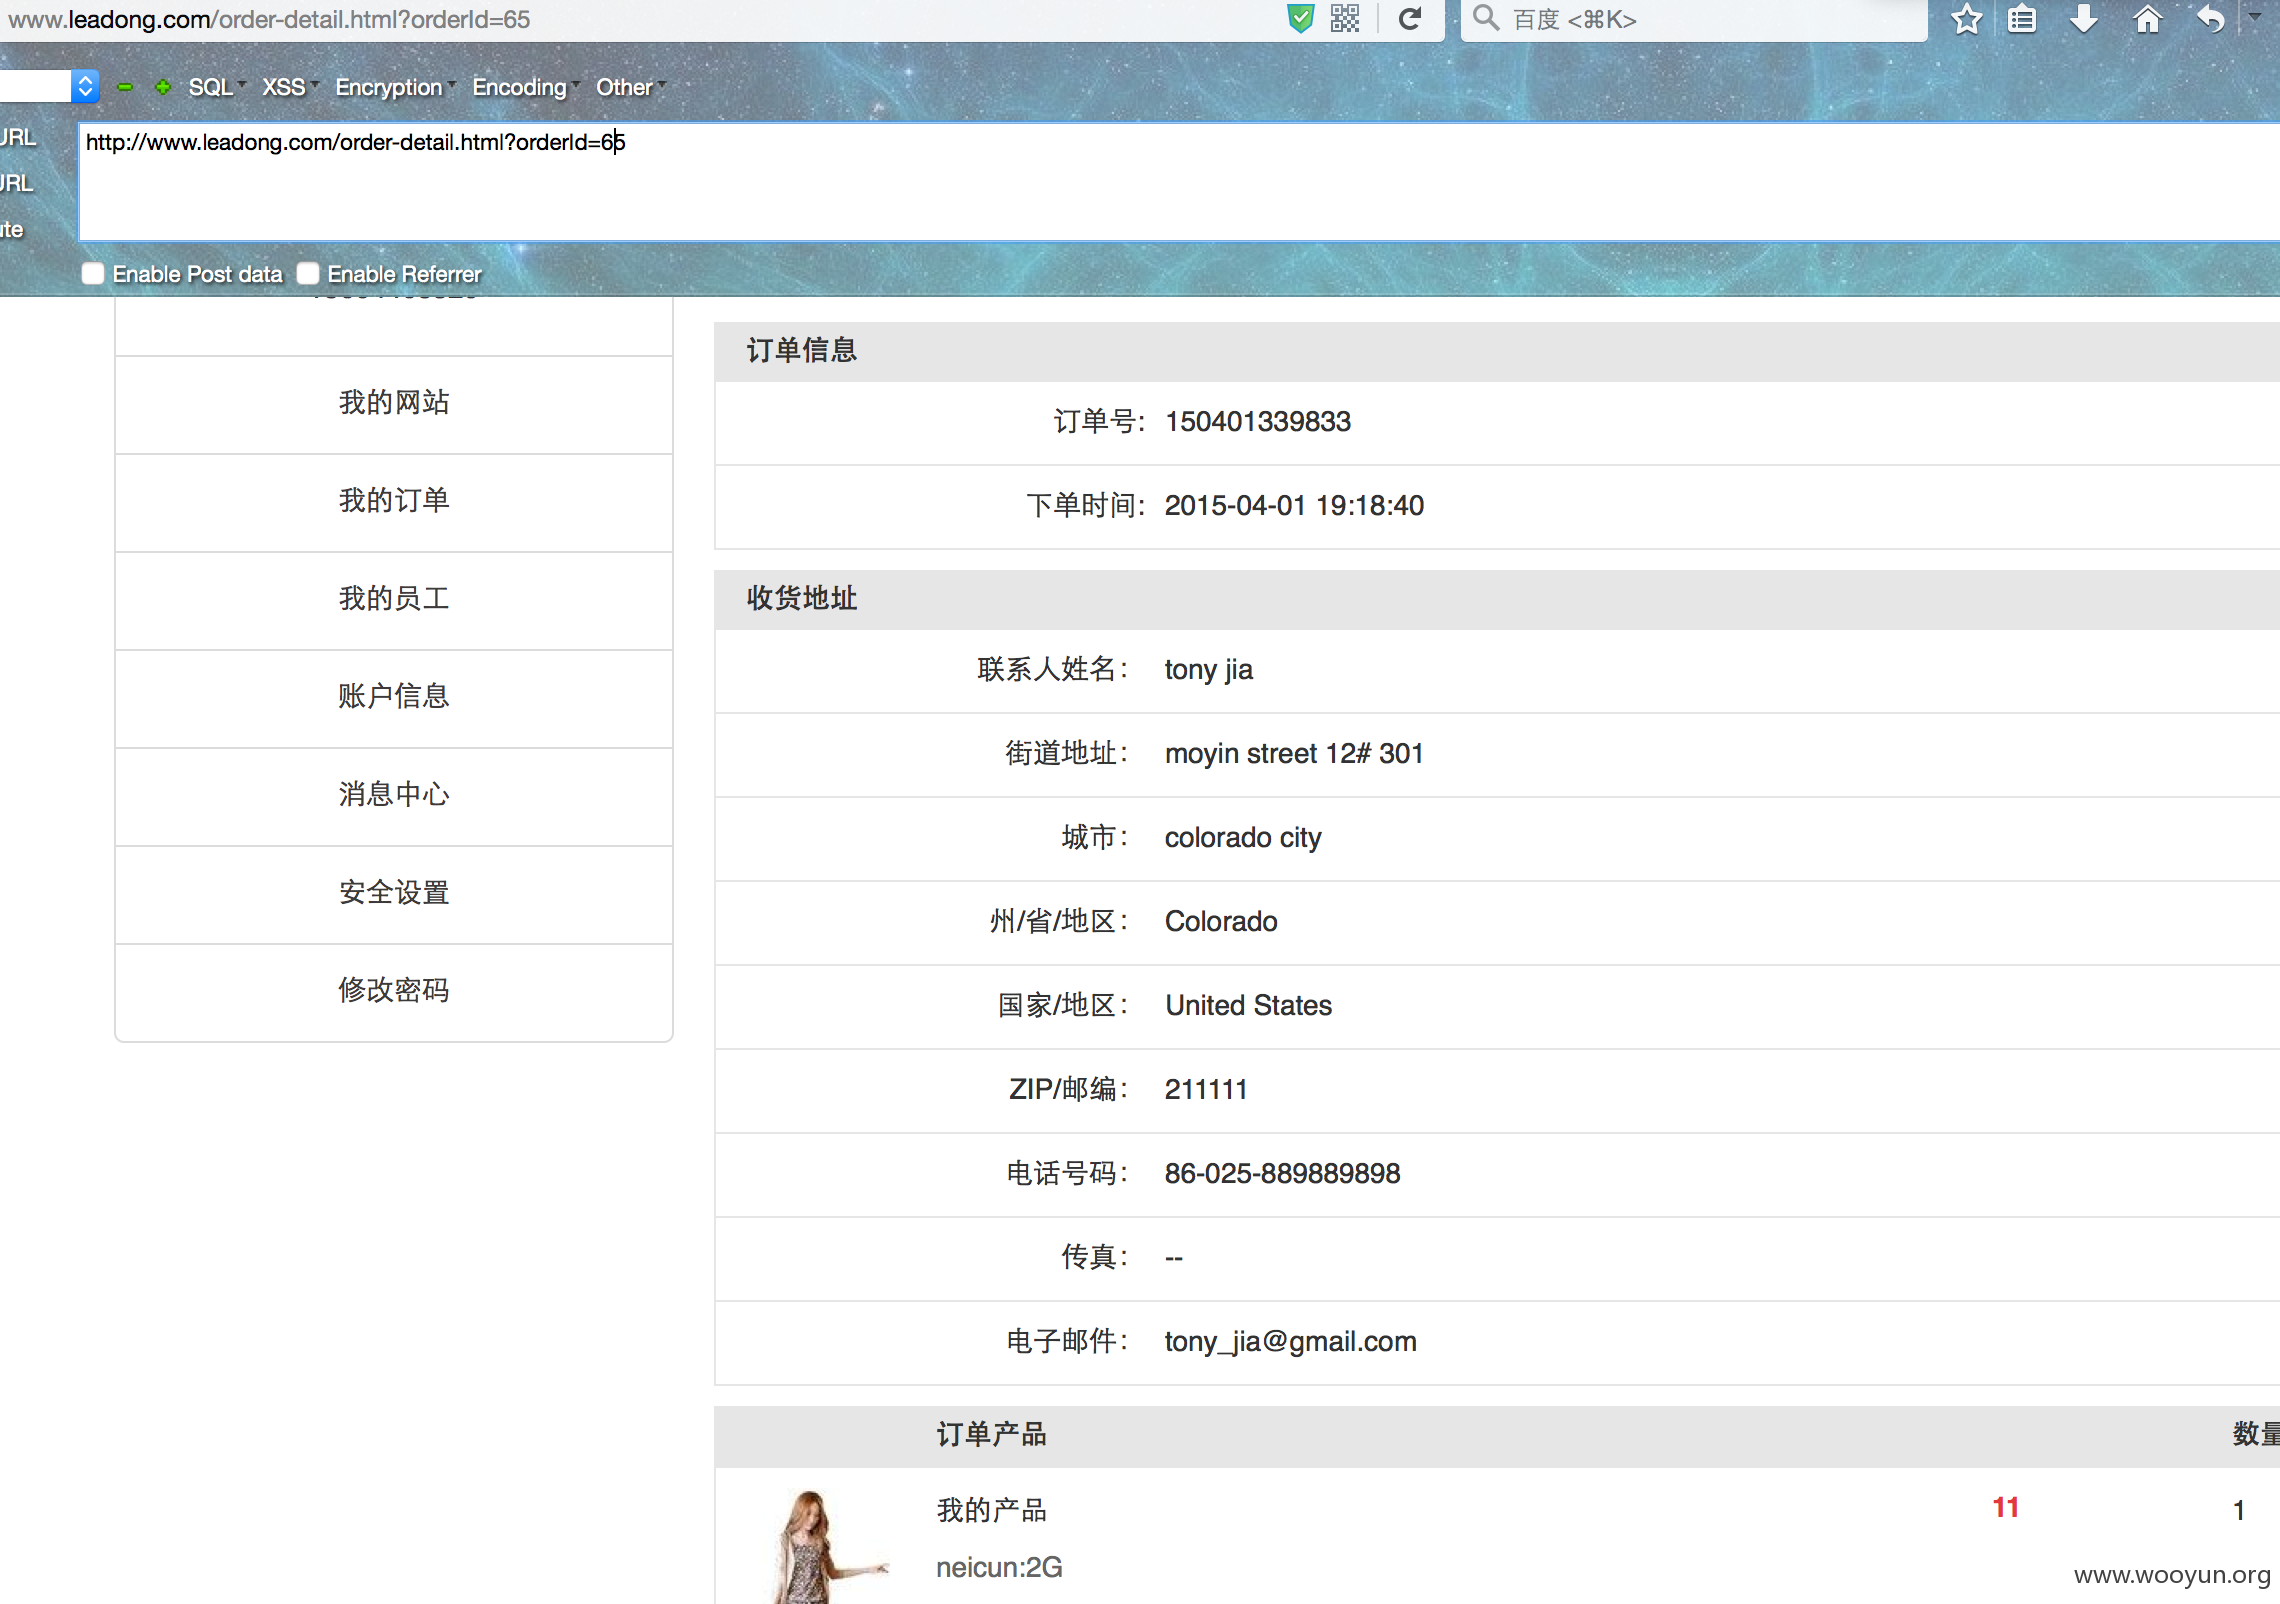 www.leadong.com/order-detail.html?orderId=65
百度 <⌘K>
SQL XSS Encryption Encoding Other
URL
http://www.leadong.com/order-detail.html?orderId=65
URL
ute
Enable Post data Enable Referrer
我的网站
我的订单
我的员工
账户信息
消息中心
安全设置
修改密码
订单信息
订单号: 150401339833
下单时间: 2015-04-01 19:18:40
收货地址
联系人姓名: tony jia
街道地址: moyin street 12# 301
城市: colorado city
州/省/地区: Colorado
国家/地区: United States
ZIP/邮编: 211111
电话号码: 86-025-889889898
传真: --
电子邮件: tony_jia@gmail.com
订单产品 数量
我的产品 11 1
neicun:2G
www.wooyun.org